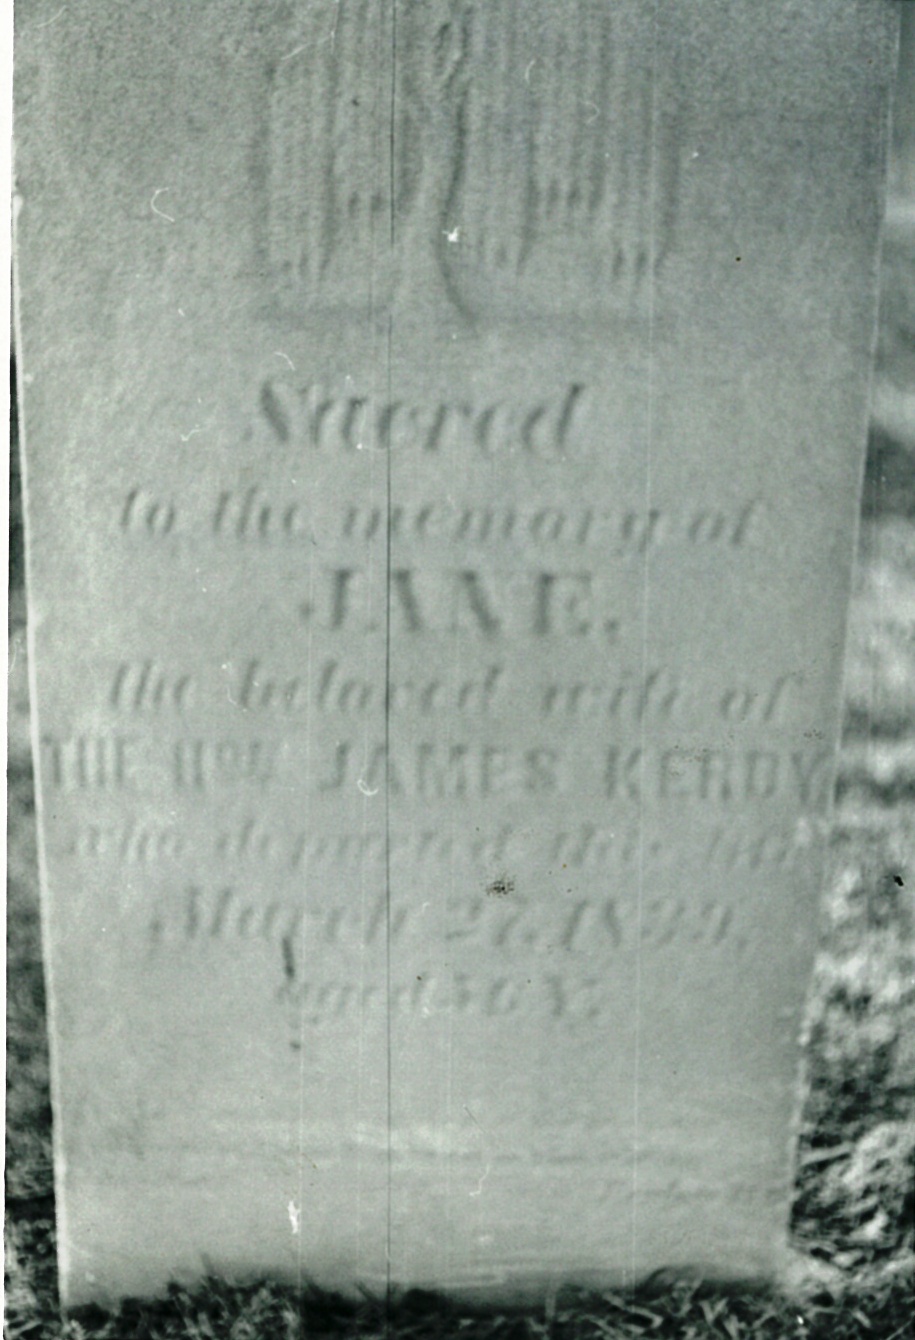 Sacred
to the memory of
JANE.
the beloved wife of
THE HON. JAMES KERBY
who departed this life
March 27, 1839.
aged 56 Y.